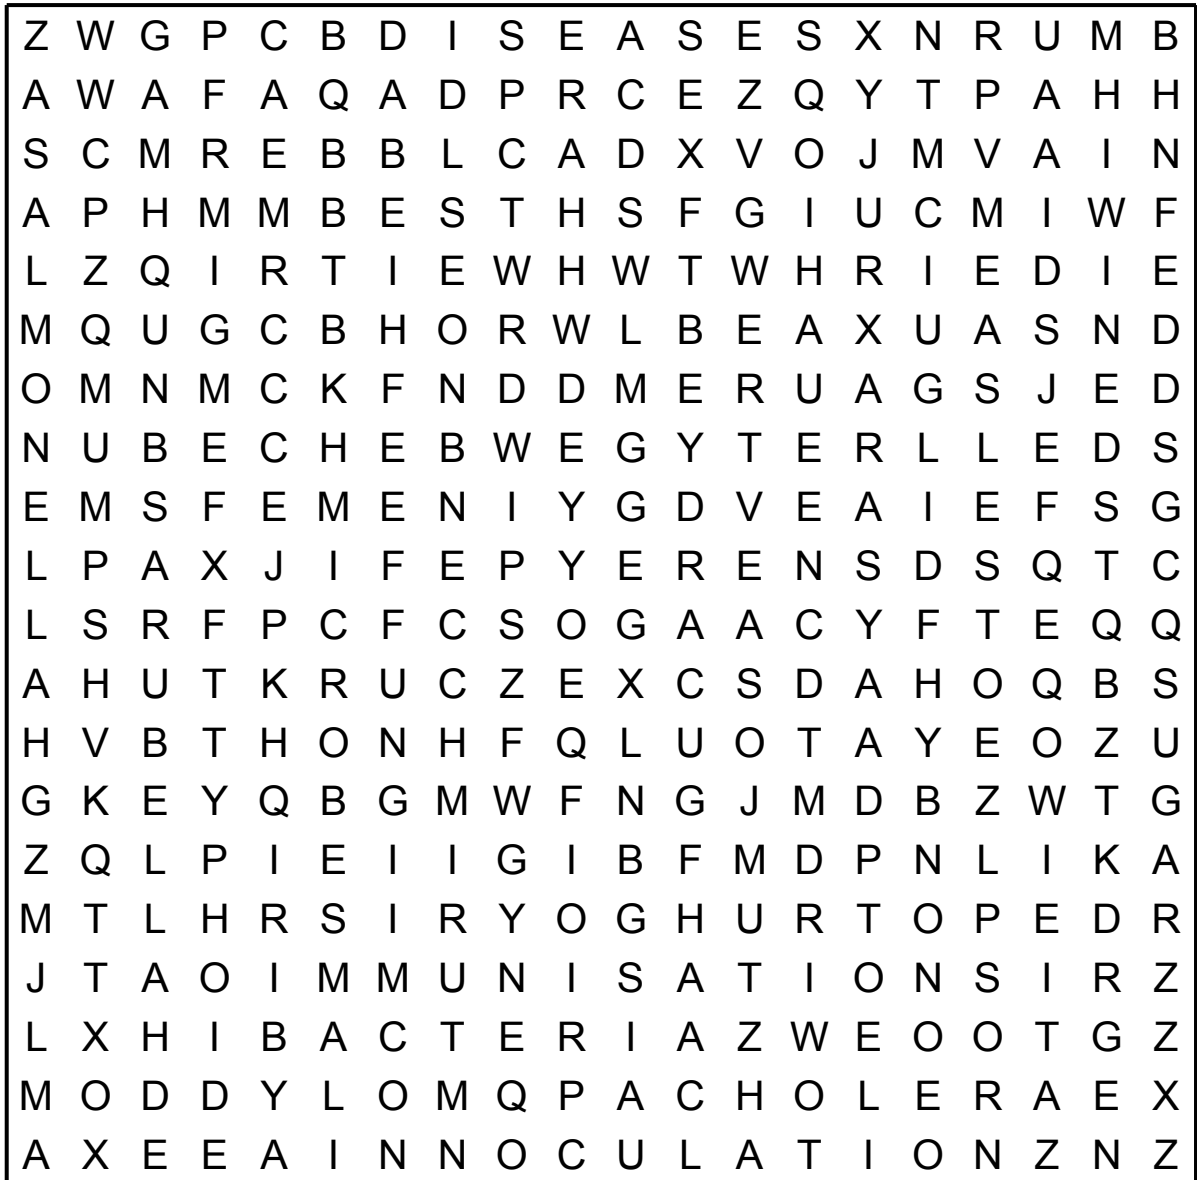 Z W G P C B D I S E A S E S X N R U M B
A W A F A Q A D P R C E Z Q Y T P A H H
S C M R E B B L C A D X V O J M V A I N
A P H M M B E S T H S F G I U C M I W F
L Z Q I R T I E W H W T W H R I E D I E
M Q U G C B H O R W L B E A X U A S N D
O M N M C K F N D D M E R U A G S J E D
N U B E C H E B W E G Y T E R L L E D S
E M S F E M E N I Y G D V E A I E F S G
L P A X J I F E P Y E R E N S D S Q T C
L S R F P C F C S O G A A C Y F T E Q Q
A H U T K R U C Z E X C S D A H O Q B S
H V B T H O N H F Q L U O T A Y E O Z U
G K E Y Q B G M W F N G J M D B Z W T G
Z Q L P I E I I G I B F M D P N L I K A
M T L H R S I R Y O G H U R T O P E D R
J T A O I M M U N I S A T I O N S I R Z
L X H I B A C T E R I A Z W E O O T G Z
M O D D Y L O M Q P A C H O L E R A E X
A X E E A I N N O C U L A T I O N Z N Z